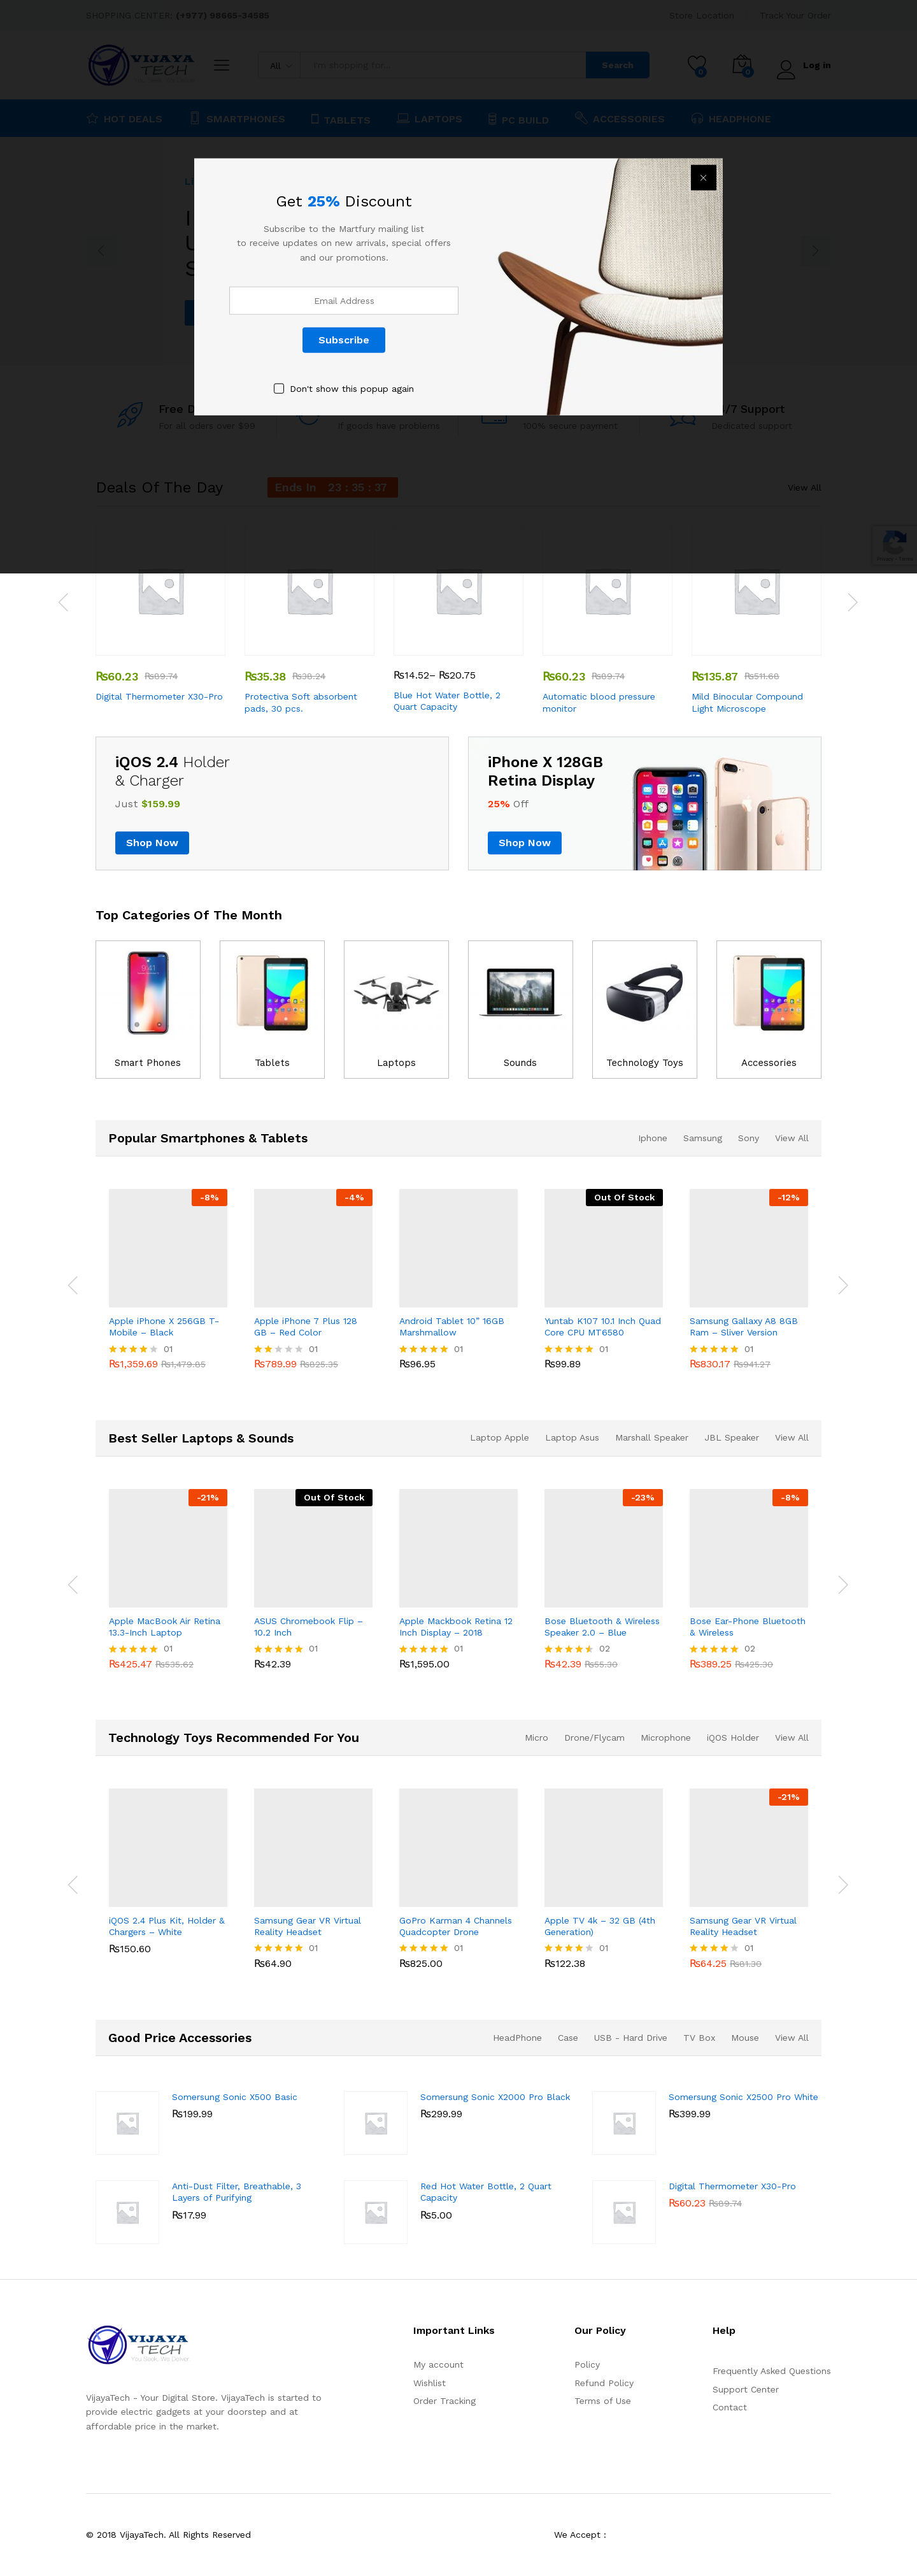 SHOPPING CENTER: (+977) 98685-34585
Store Location
Track Your Order
VIJAYA
TECH
All
I'm shopping for...
Search
0
0
Log in
HOT DEALS
SMARTPHONES
TABLETS
LAPTOPS
PC BUILD
ACCESSORIES
HEADPHONE
Get 25% Discount
Subscribe to the Martfury mailing list
to receive updates on new arrivals, special offers
and our promotions.
Email Address
Subscribe
Don't show this popup again
For all oders over $99
If goods have problems
100% secure payment
/7 Support
Dedicated support
Deals Of The Day
Ends In 23 : 35 : 37
View All
₨60.23 ₨89.74
Digital Thermometer X30-Pro
₨35.38 ₨38.24
Protectiva Soft absorbent
pads, 30 pcs.
₨14.52– ₨20.75
Blue Hot Water Bottle, 2
Quart Capacity
₨60.23 ₨89.74
Automatic blood pressure
monitor
₨135.87 ₨511.68
Mild Binocular Compound
Light Microscope
iQOS 2.4 Holder
& Charger
Just $159.99
Shop Now
iPhone X 128GB
Retina Display
25% Off
Shop Now
Top Categories Of The Month
Smart Phones
Tablets
Laptops
Sounds
Technology Toys
Accessories
Popular Smartphones & Tablets
Iphone
Samsung
Sony
View All
-8%
Apple iPhone X 256GB T-
Mobile – Black
01
₨1,359.69 ₨1,479.85
-4%
Apple iPhone 7 Plus 128
GB – Red Color
01
₨789.99 ₨825.35
Android Tablet 10” 16GB
Marshmallow
01
₨96.95
Out Of Stock
Yuntab K107 10.1 Inch Quad
Core CPU MT6580
01
₨99.89
-12%
Samsung Gallaxy A8 8GB
Ram – Sliver Version
01
₨830.17 ₨941.27
Best Seller Laptops & Sounds
Laptop Apple
Laptop Asus
Marshall Speaker
JBL Speaker
View All
-21%
Apple MacBook Air Retina
13.3-Inch Laptop
01
₨425.47 ₨535.62
Out Of Stock
ASUS Chromebook Flip –
10.2 Inch
01
₨42.39
Apple Mackbook Retina 12
Inch Display – 2018
01
₨1,595.00
-23%
Bose Bluetooth & Wireless
Speaker 2.0 – Blue
02
₨42.39 ₨55.30
-8%
Bose Ear-Phone Bluetooth
& Wireless
02
₨389.25 ₨425.30
Technology Toys Recommended For You
Micro
Drone/Flycam
Microphone
iQOS Holder
View All
iQOS 2.4 Plus Kit, Holder &
Chargers – White
₨150.60
Samsung Gear VR Virtual
Reality Headset
01
₨64.90
GoPro Karman 4 Channels
Quadcopter Drone
01
₨825.00
Apple TV 4k – 32 GB (4th
Generation)
01
₨122.38
-21%
Samsung Gear VR Virtual
Reality Headset
01
₨64.25 ₨81.30
Good Price Accessories
HeadPhone
Case
USB - Hard Drive
TV Box
Mouse
View All
Somersung Sonic X500 Basic
₨199.99
Somersung Sonic X2000 Pro Black
₨299.99
Somersung Sonic X2500 Pro White
₨399.99
Anti-Dust Filter, Breathable, 3
Layers of Purifying
₨17.99
Red Hot Water Bottle, 2 Quart
Capacity
₨5.00
Digital Thermometer X30-Pro
₨60.23 ₨89.74
VIJAYA
TECH
You Seek, We Deliver
VijayaTech - Your Digital Store. VijayaTech is started to
provide electric gadgets at your doorstep and at
affordable price in the market.
Important Links
My account
Wishlist
Order Tracking
Our Policy
Policy
Refund Policy
Terms of Use
Help
Frequently Asked Questions
Support Center
Contact
© 2018 VijayaTech. All Rights Reserved
We Accept :